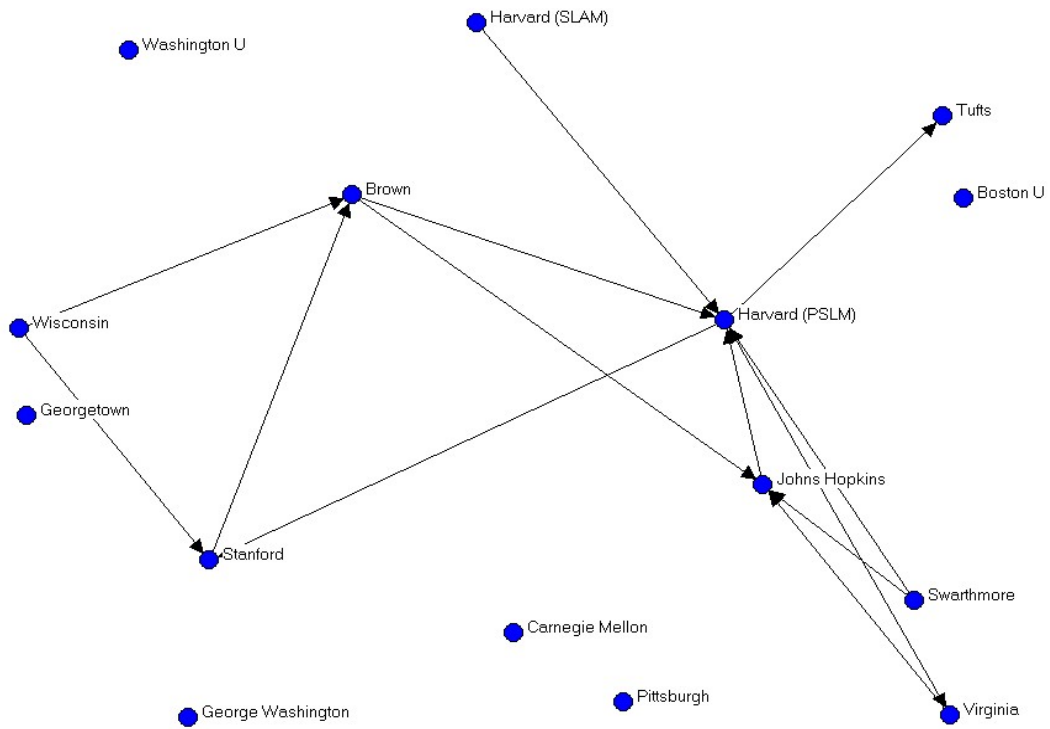 Harvard (SLAM)
Washington U
Tufts
Brown
Boston U
Harvard (PSLM)
Wisconsin
Georgetown
Johns Hopkins
Stanford
Swarthmore
Carnegie Mellon
Pittsburgh
Virginia
George Washington